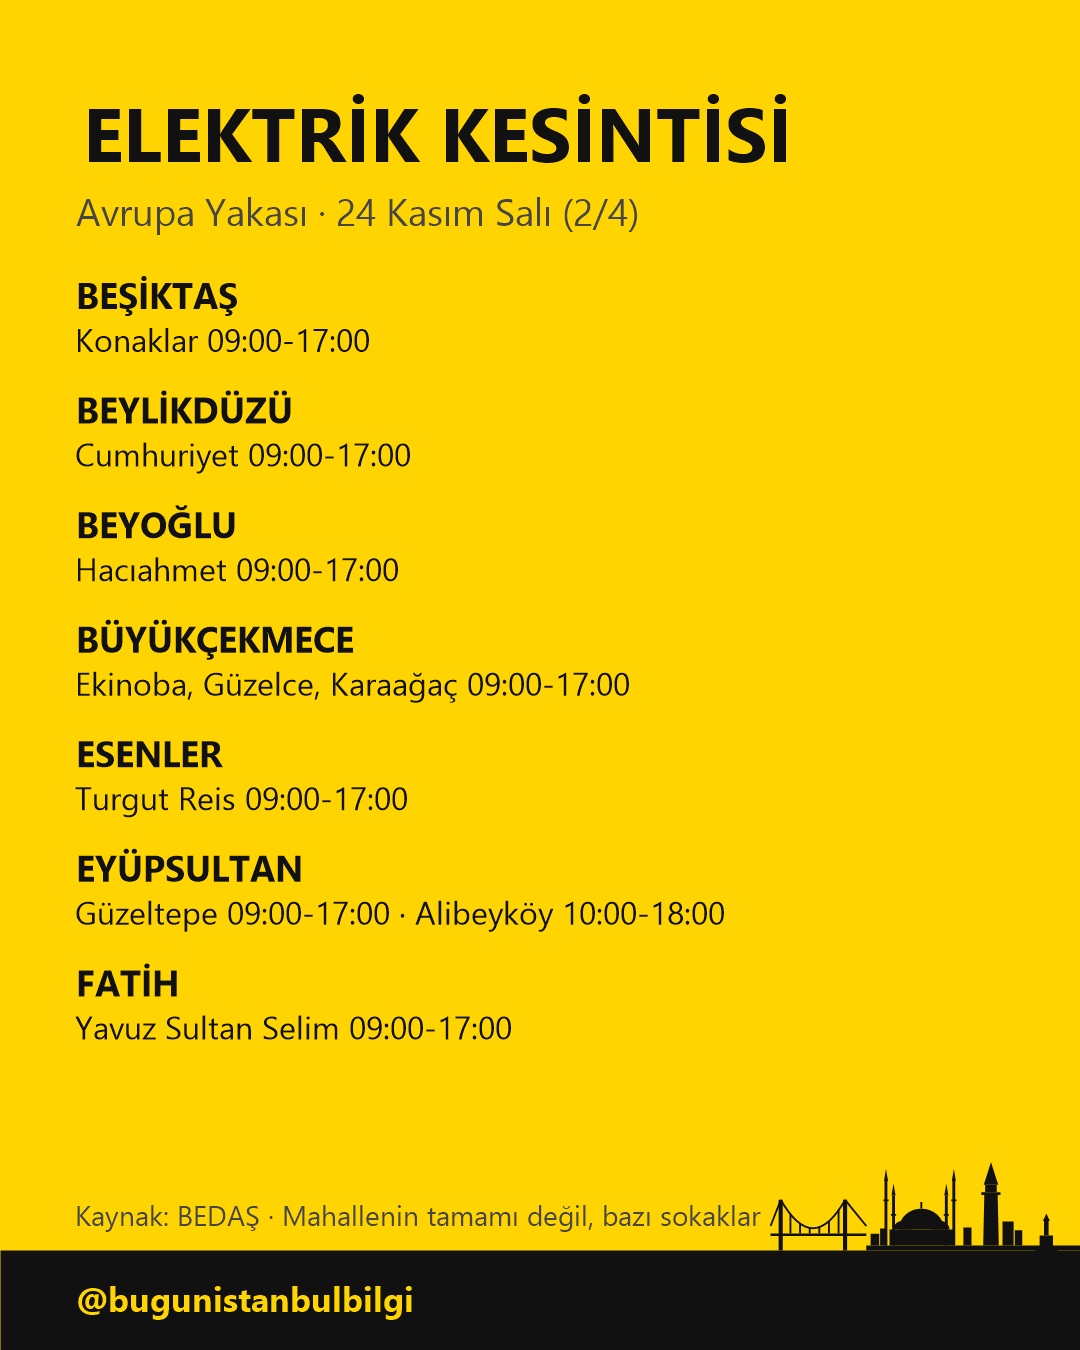 ELEKTRİK KESİNTİSİ
Avrupa Yakası · 24 Kasım Salı (2/4)
BEŞİKTAŞ
Konaklar 09:00-17:00
BEYLİKDÜZÜ
Cumhuriyet 09:00-17:00
BEYOĞLU
Hacıahmet 09:00-17:00
BÜYÜKÇEKMECE
Ekinoba, Güzelce, Karaağaç 09:00-17:00
ESENLER
Turgut Reis 09:00-17:00
EYÜPSULTAN
Güzeltepe 09:00-17:00 · Alibeyköy 10:00-18:00
FATİH
Yavuz Sultan Selim 09:00-17:00
Kaynak: BEDAŞ · Mahallenin tamamı değil, bazı sokaklar
@bugunistanbulbilgi